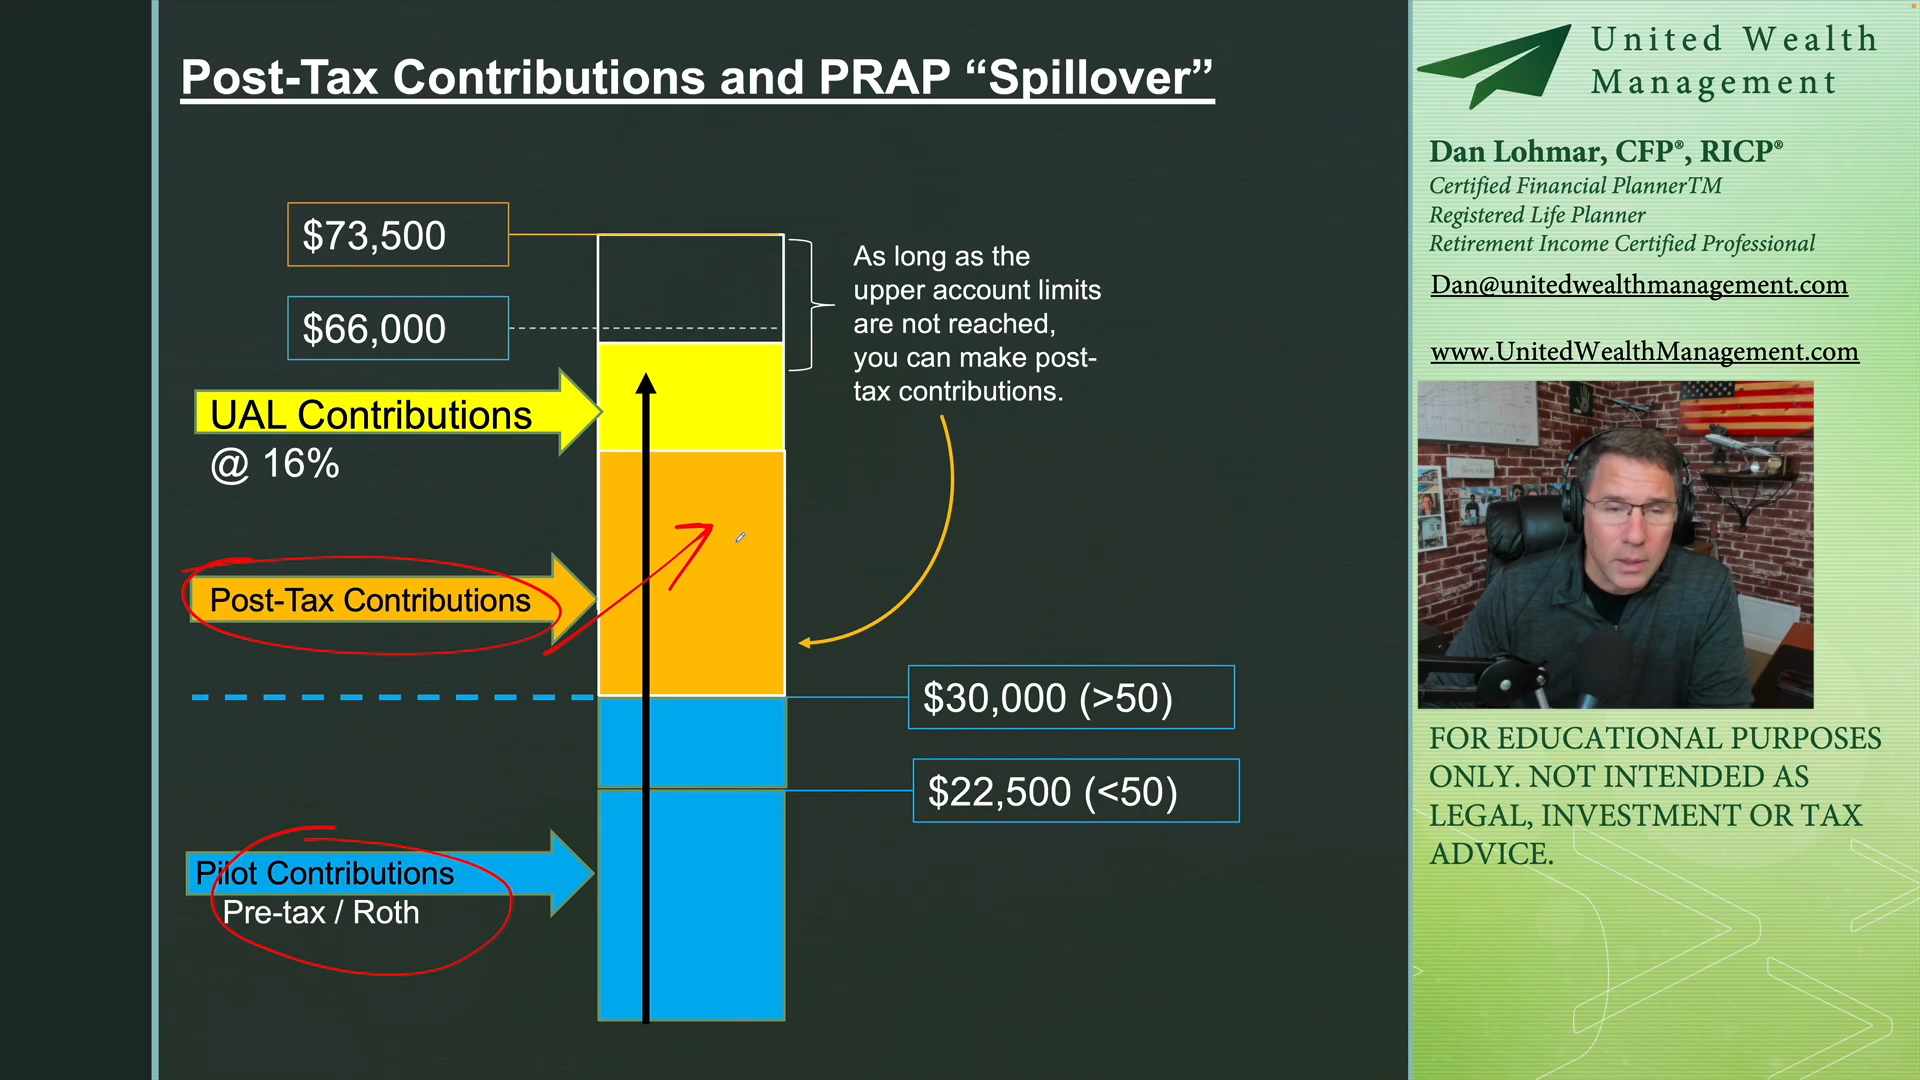 Post-Tax Contributions and PRAP “Spillover”
$73,500
$66,000
As long as the
upper account limits
are not reached,
you can make post-
tax contributions.
UAL Contributions
@ 16%
Post-Tax Contributions
$30,000 (>50)
$22,500 (<50)
Pilot Contributions
Pre-tax / Roth
United Wealth
Management
Dan Lohmar, CFP®, RICP®
Certified Financial PlannerTM
Registered Life Planner
Retirement Income Certified Professional
Dan@unitedwealthmanagement.com
www.UnitedWealthManagement.com
FOR EDUCATIONAL PURPOSES
ONLY. NOT INTENDED AS
LEGAL, INVESTMENT OR TAX
ADVICE.